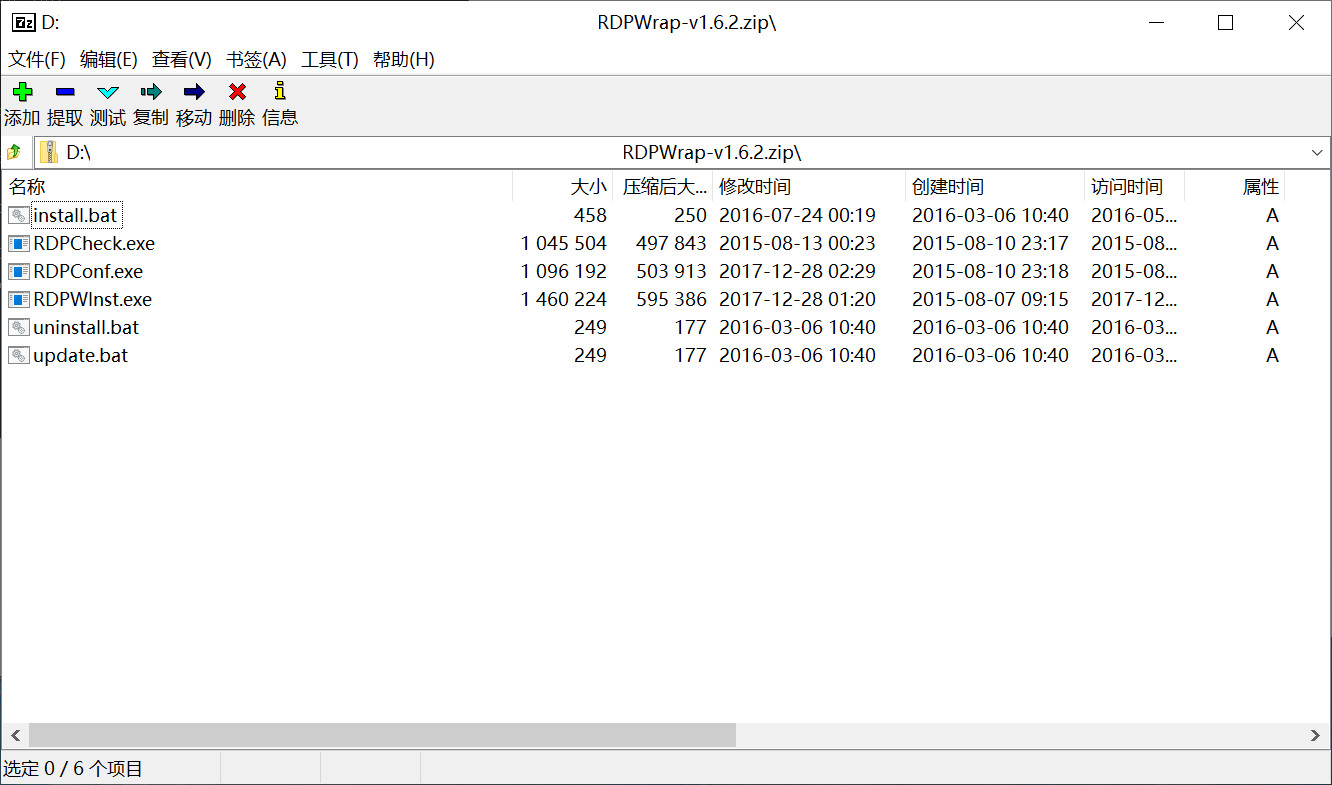 7z D: RDPWrap-v1.6.2.zip\
文件(F) 编辑(E) 查看(V) 书签(A) 工具(T) 帮助(H)
添加 提取 测试 复制 移动 删除 信息
D:\ RDPWrap-v1.6.2.zip\
名称 大小 压缩后大... 修改时间 创建时间 访问时间 属性
install.bat 458 250 2016-07-24 00:19 2016-03-06 10:40 2016-05... A
RDPCheck.exe 1 045 504 497 843 2015-08-13 00:23 2015-08-10 23:17 2015-08... A
RDPConf.exe 1 096 192 503 913 2017-12-28 02:29 2015-08-10 23:18 2015-08... A
RDPWInst.exe 1 460 224 595 386 2017-12-28 01:20 2015-08-07 09:15 2017-12... A
uninstall.bat 249 177 2016-03-06 10:40 2016-03-06 10:40 2016-03... A
update.bat 249 177 2016-03-06 10:40 2016-03-06 10:40 2016-03... A
选定 0 / 6 个项目